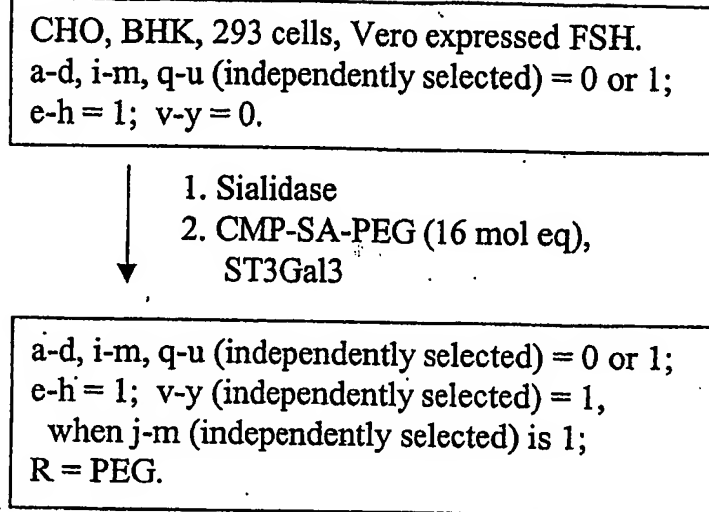 CHO, BHK, 293 cells, Vero expressed FSH.
a-d, i-m, q-u (independently selected) = 0 or 1;
e-h = 1; v-y = 0.
1. Sialidase
2. CMP-SA-PEG (16 mol eq),
ST3Gal3
a-d, i-m, q-u (independently selected) = 0 or 1;
e-h = 1; v-y (independently selected) = 1,
when j-m (independently selected) is 1;
R = PEG.